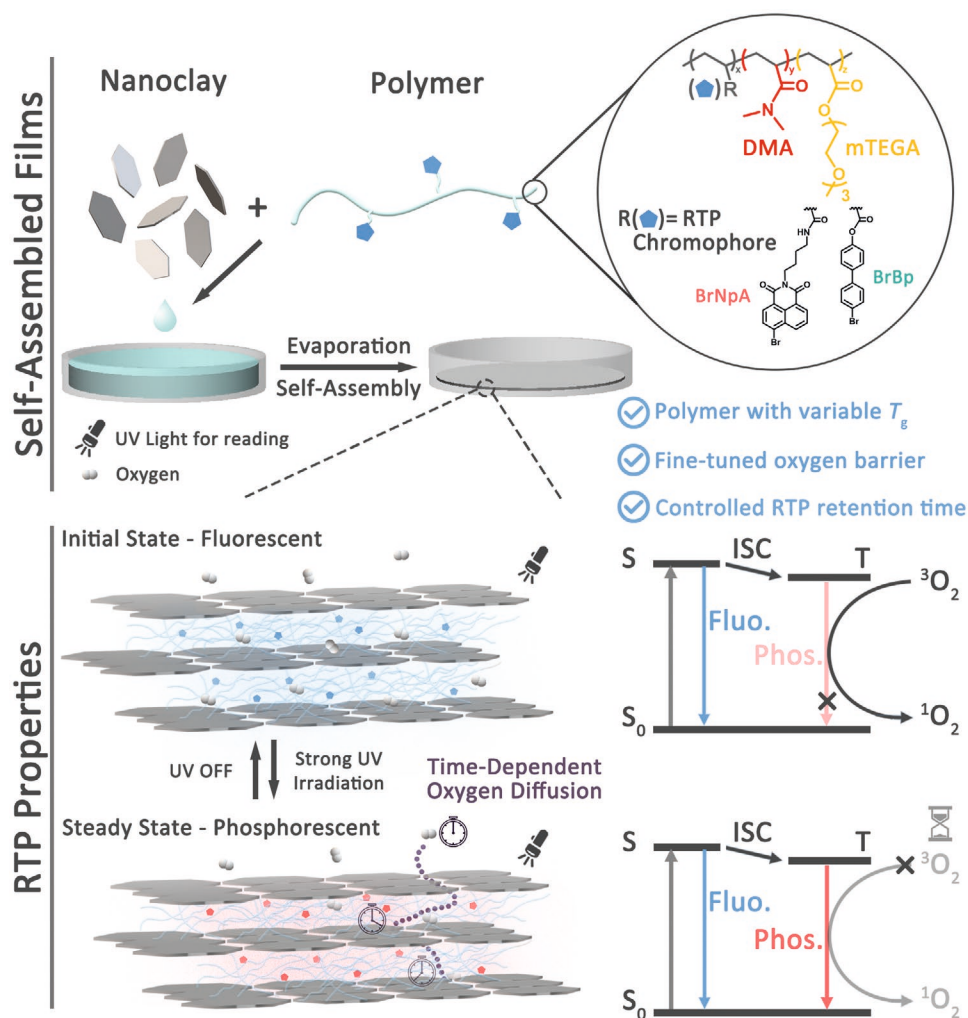 Self-Assembled Films
Nanoclay
Polymer
+
(⬟)R
x
y
z
O
N
DMA
O
O
mTEGA
O
3
R(⬟)= RTP
Chromophore
O
HN
BrNpA
O N O
Br
O
O
BrBp
Br
Evaporation
Self-Assembly
UV Light for reading
Oxygen
Polymer with variable Tg
Fine-tuned oxygen barrier
Controlled RTP retention time
RTP Properties
Initial State - Fluorescent
S
ISC
T
³O₂
Fluo.
Phos.
S₀
¹O₂
UV OFF
Strong UV
Irradiation
Time-Dependent
Oxygen Diffusion
Steady State - Phosphorescent
S
ISC
T
³O₂
Fluo.
Phos.
S₀
¹O₂